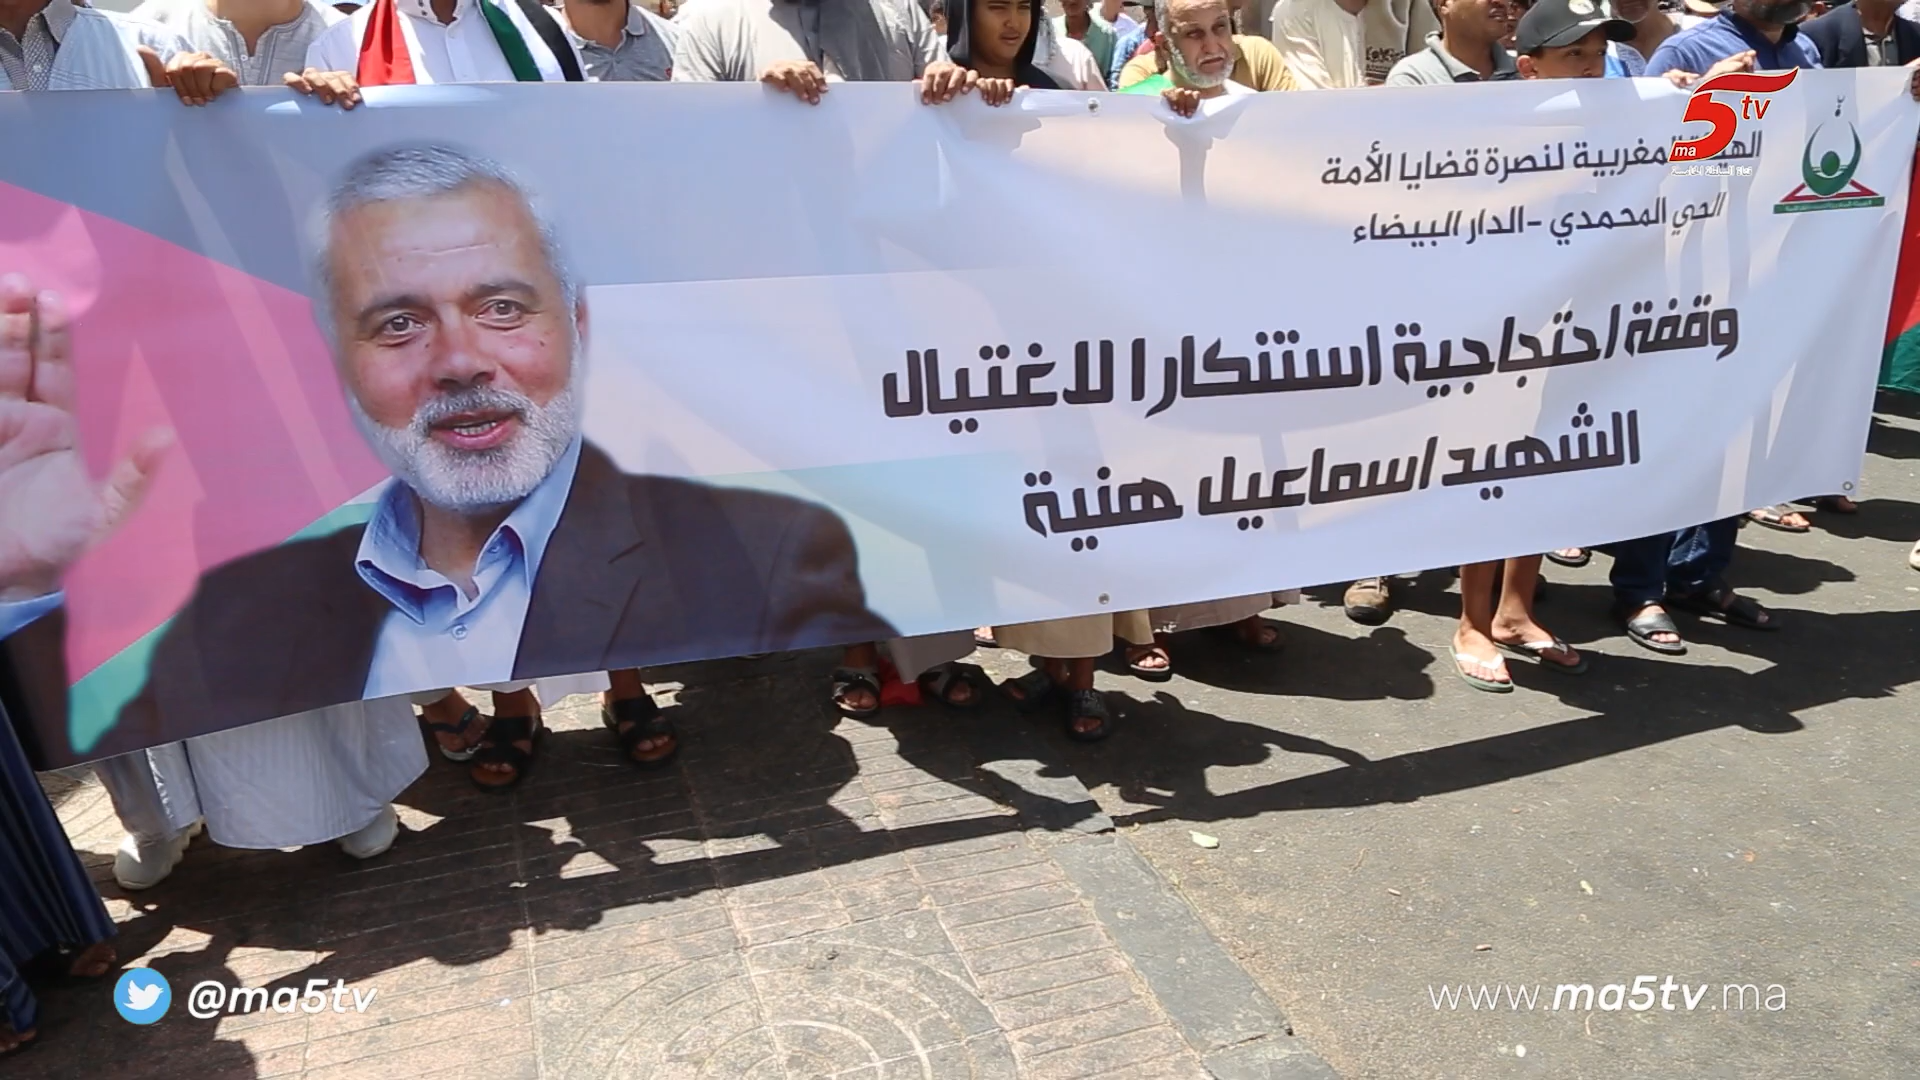 5 tv
ma
الهيئة المغربية لنصرة قضايا الأمة
الحي المحمدي -الدار البيضاء
وقفة احتجاجية استنكارا لاغتيال
الشهيد اسماعيل هنية
@ma5tv
www.ma5tv.ma